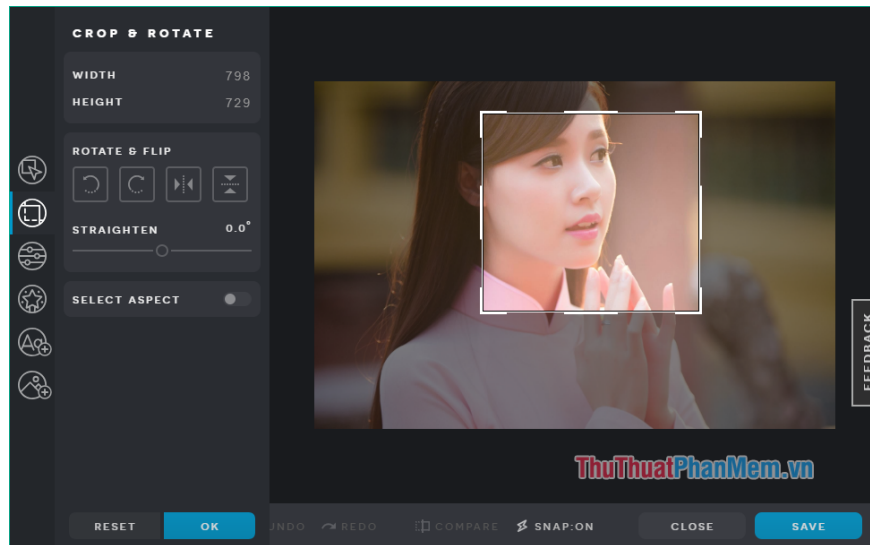 CROP & ROTATE
WIDTH 798
HEIGHT 729
ROTATE & FLIP
STRAIGHTEN 0.0°
SELECT ASPECT
FEEDBACK
ThuThuatPhanMem.vn
RESET OK UNDO REDO COMPARE SNAP:ON CLOSE SAVE